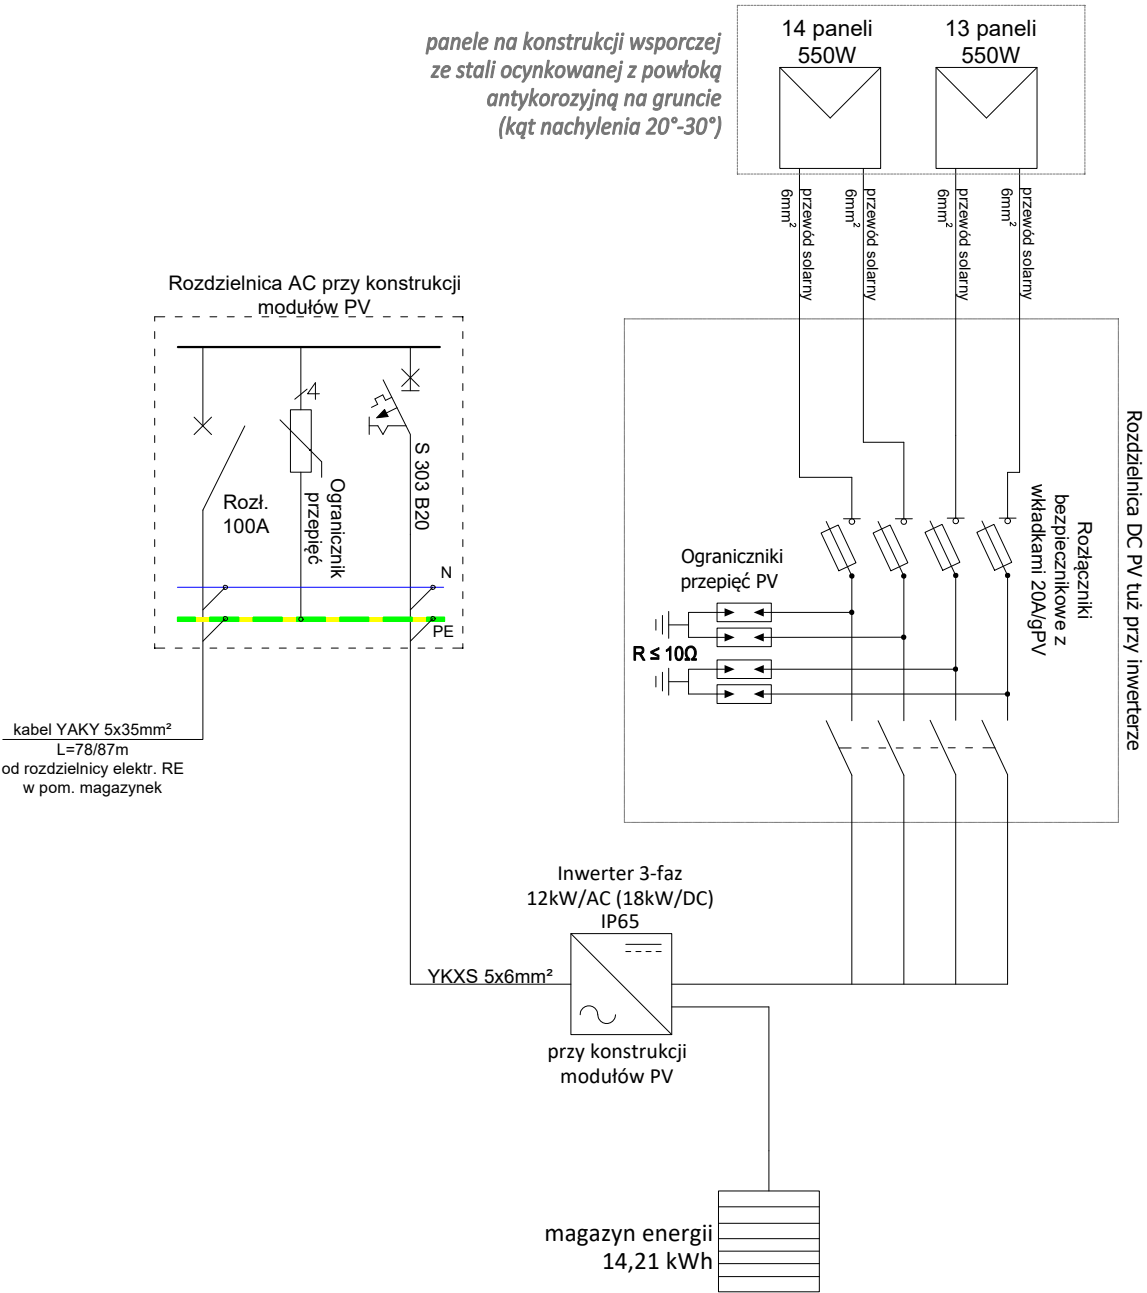 panele na konstrukcji wsporczej
ze stali ocynkowanej z powłoką
antykorozyjną na gruncie
(kąt nachylenia 20°-30°)
14 paneli
550W
13 paneli
550W
przewód solarny
6mm²
przewód solarny
6mm²
przewód solarny
6mm²
przewód solarny
6mm²
Rozdzielnica AC przy konstrukcji
modułów PV
4
Rozł.
100A
Ogranicznik
przepięć
S 303 B20
N
PE
kabel YAKY 5x35mm²
L=78/87m
od rozdzielnicy elektr. RE
w pom. magazynek
Rozdzielnica DC PV tuż przy inwerterze
Rozłączniki
bezpiecznikowe z
wkładkami 20A/gPV
Ograniczniki
przepięć PV
R ≤ 10Ω
Inwerter 3-faz
12kW/AC (18kW/DC)
IP65
YKXS 5x6mm²
przy konstrukcji
modułów PV
magazyn energii
14,21 kWh